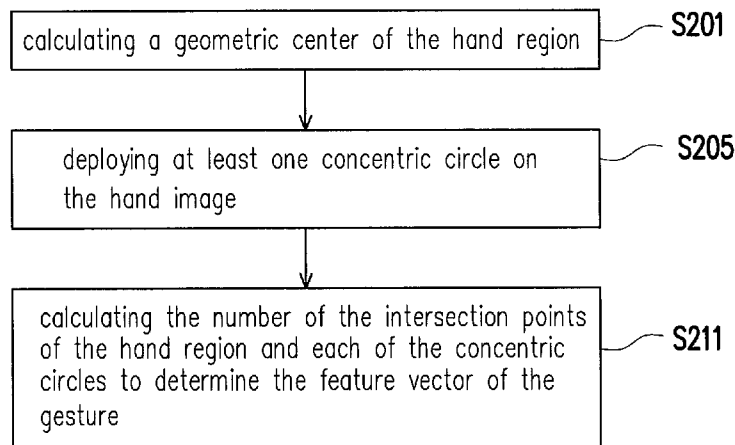 calculating a geometric center of the hand region
S201
deploying at least one concentric circle on
the hand image
S205
calculating the number of the intersection points
of the hand region and each of the concentric
circles to determine the feature vector of the
gesture
S211